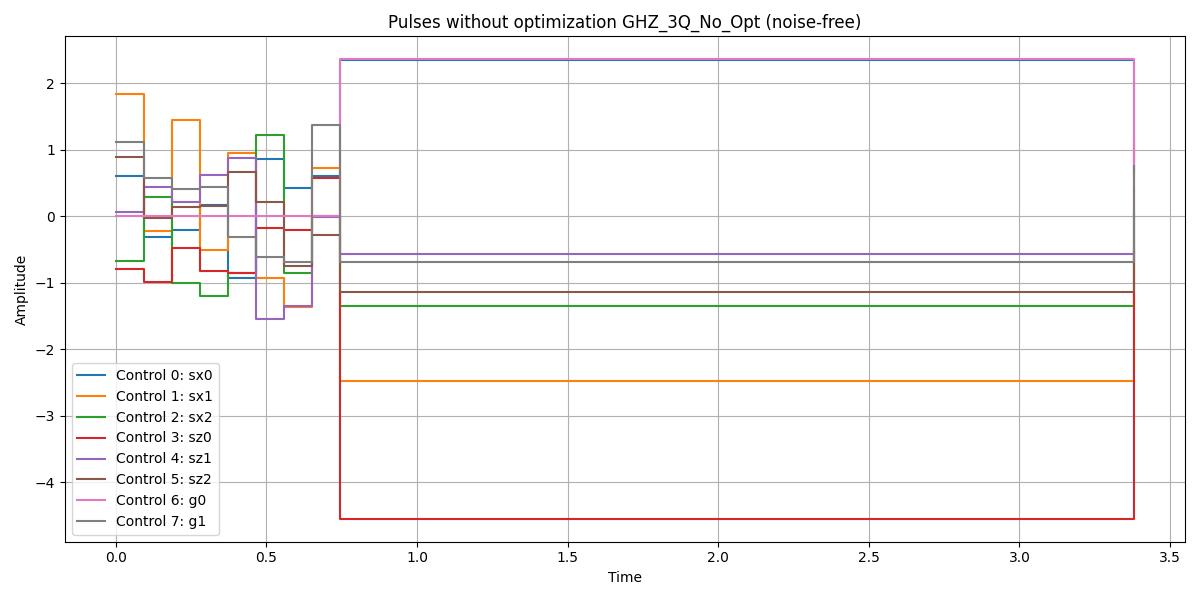 Pulses without optimization GHZ_3Q_No_Opt (noise-free)
Amplitude
2
1
0
−1
−2
−3
−4
Control 0: sx0
Control 1: sx1
Control 2: sx2
Control 3: sz0
Control 4: sz1
Control 5: sz2
Control 6: g0
Control 7: g1
0.0 0.5 1.0 1.5 2.0 2.5 3.0 3.5
Time